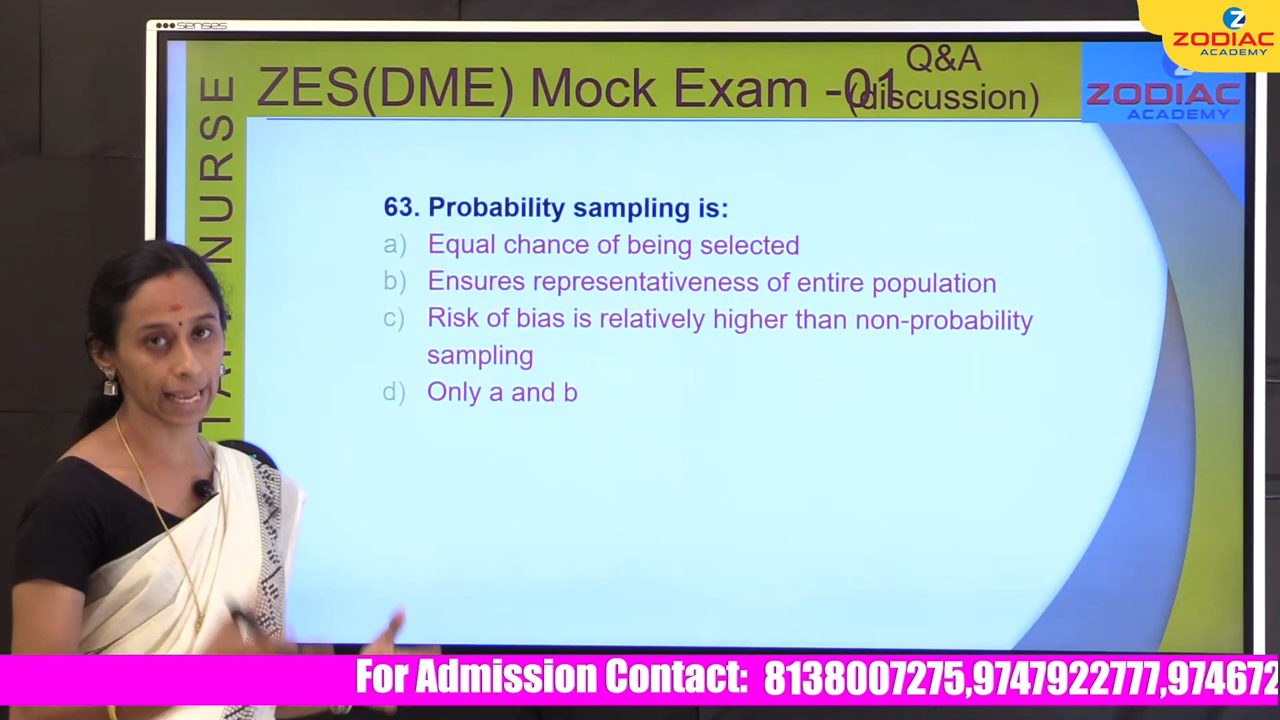 senses
Z
ZODIAC
ACADEMY
ZES(DME) Mock Exam -01
Q&A
(discussion)
ZODIAC
ACADEMY
NURSE
63. Probability sampling is:
a) Equal chance of being selected
b) Ensures representativeness of entire population
c) Risk of bias is relatively higher than non-probability
sampling
d) Only a and b
For Admission Contact: 8138007275,9747922777,974672